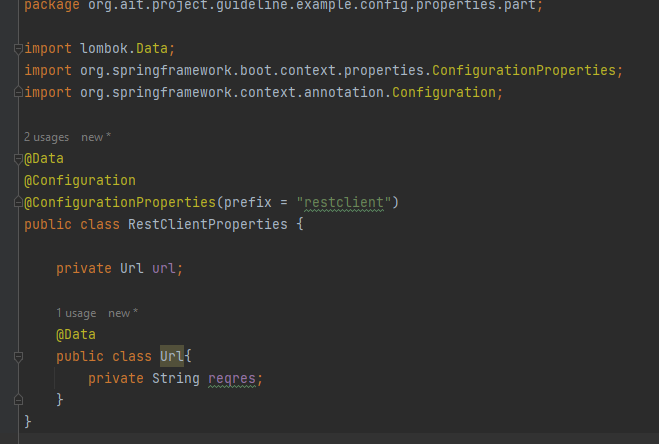 package org.ait.project.guideline.example.config.properties.part;
import lombok.Data;
import org.springframework.boot.context.properties.ConfigurationProperties;
import org.springframework.context.annotation.Configuration;
2 usages   new *
@Data
@Configuration
@ConfigurationProperties(prefix = "restclient")
public class RestClientProperties {
    private Url url;
    1 usage   new *
    @Data
    public class Url{
        private String reqres;
    }
}